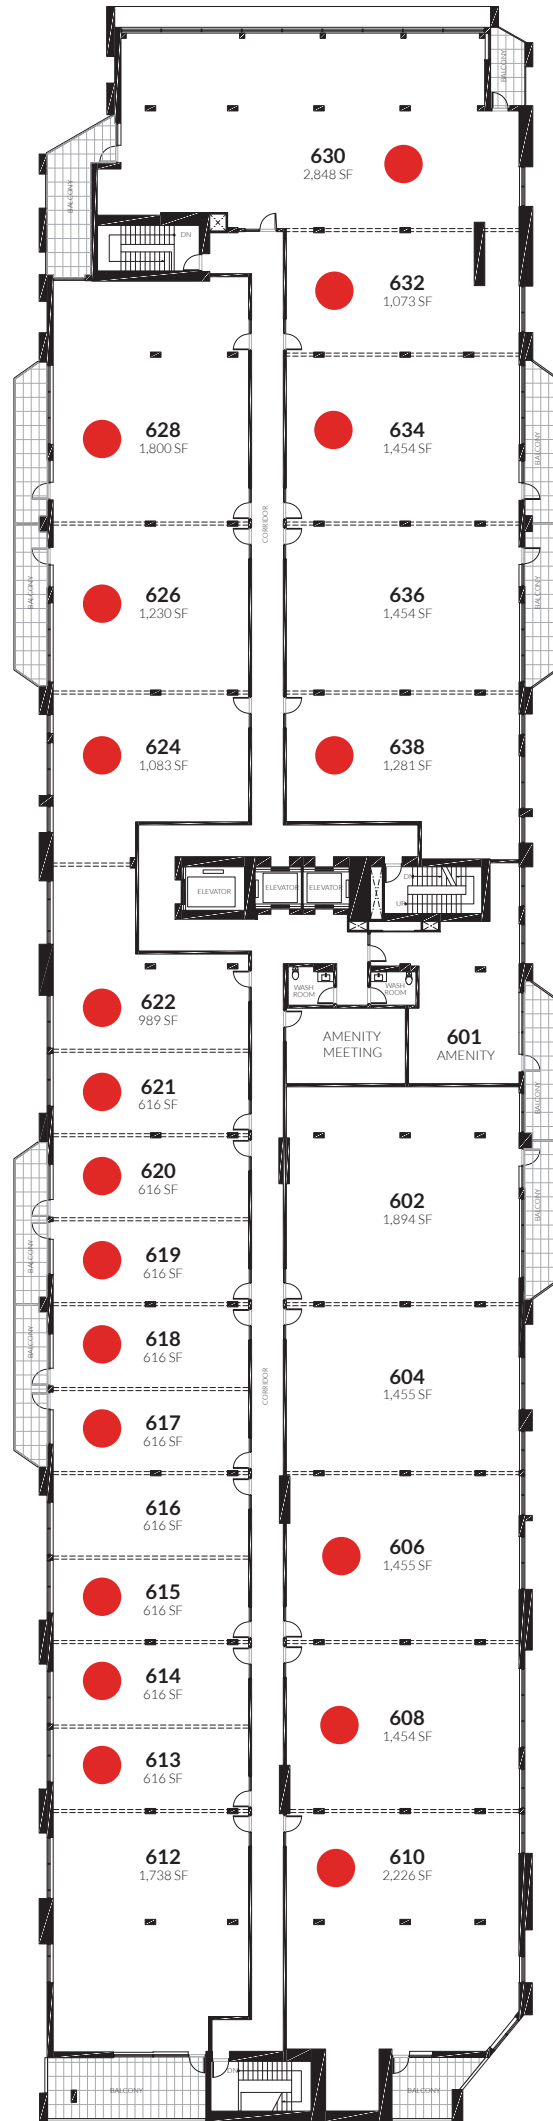 BALCONY
630
2,848 SF
BALCONY
DN
632
1,073 SF
628
1,800 SF
634
1,454 SF
BALCONY
CORRIDOR
626
1,230 SF
636
1,454 SF
BALCONY
BALCONY
624
1,083 SF
638
1,281 SF
ELEVATOR
ELEVATOR
ELEVATOR
DN
UP
622
989 SF
WASH
ROOM
WASH
ROOM
AMENITY
MEETING
601
AMENITY
BALCONY
621
616 SF
620
616 SF
602
1,894 SF
BALCONY
619
616 SF
BALCONY
618
616 SF
BALCONY
604
1,455 SF
CORRIDOR
617
616 SF
616
616 SF
606
1,455 SF
615
616 SF
614
616 SF
608
1,454 SF
613
616 SF
612
1,738 SF
610
2,226 SF
DN
BALCONY
BALCONY